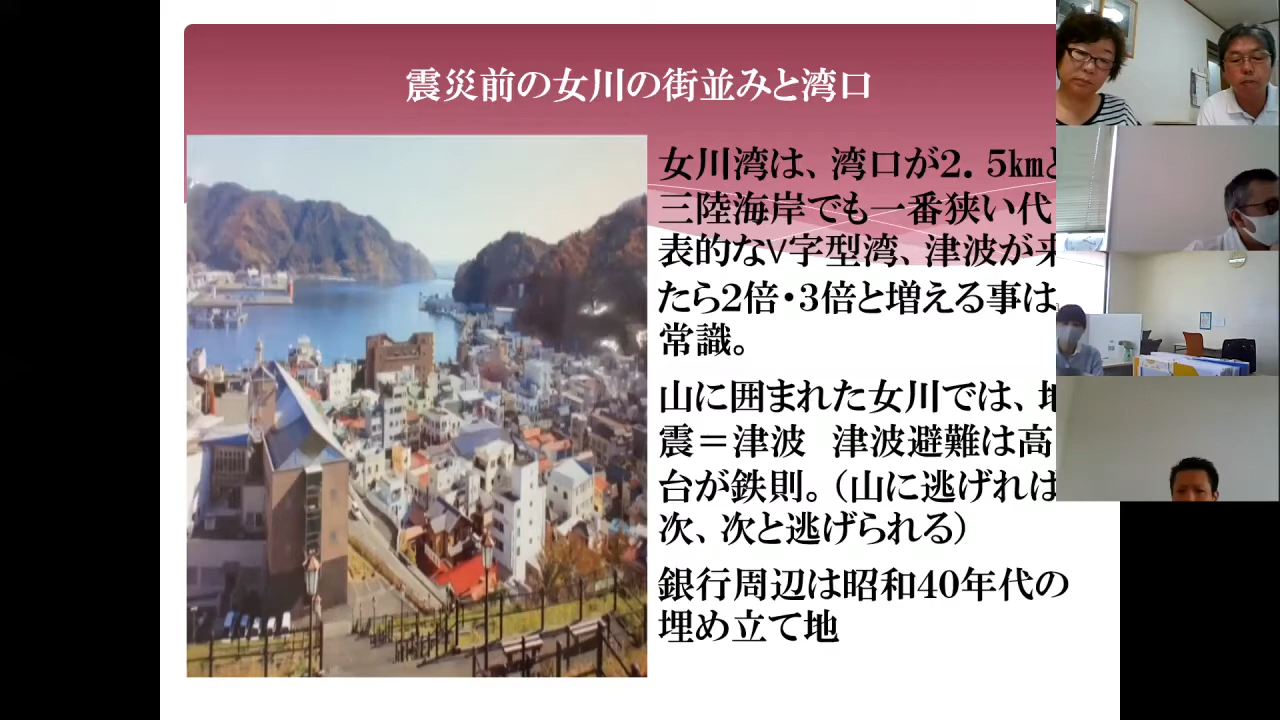 震災前の女川の街並みと湾口
女川湾は、湾口が2．5㎞と
三陸海岸でも一番狭い代
表的なV字型湾、津波が来
たら2倍・3倍と増える事は
常識。
山に囲まれた女川では、地
震＝津波　津波避難は高
台が鉄則。（山に逃げれば
次、次と逃げられる）
銀行周辺は昭和40年代の
埋め立て地